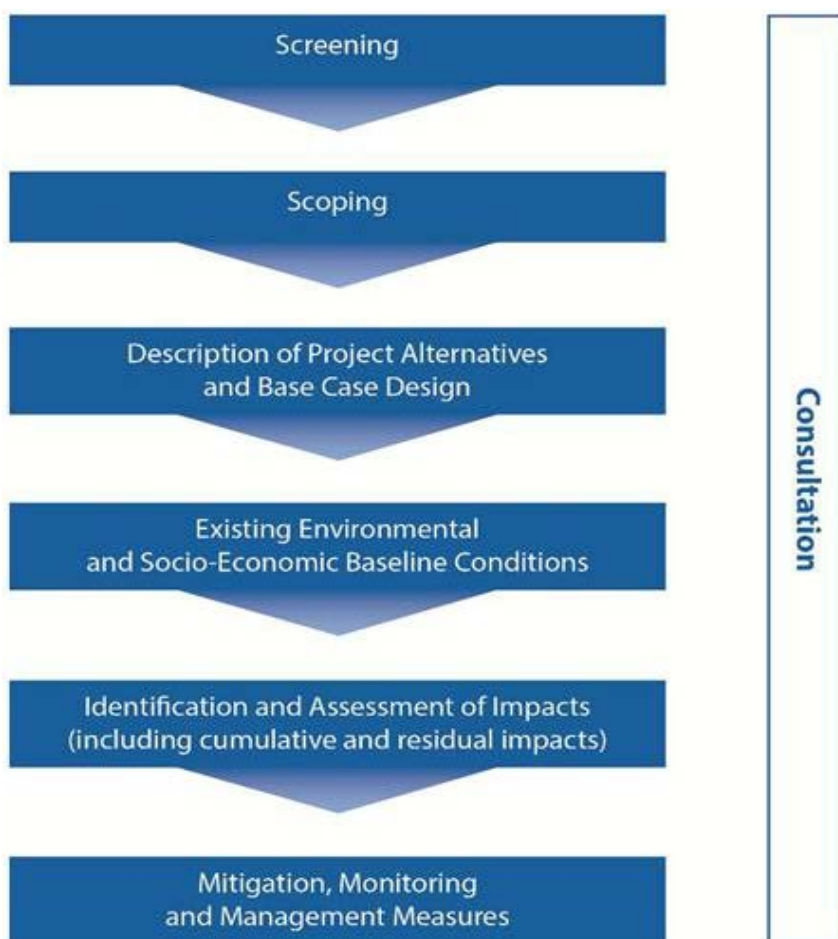 Screening
Scoping
Description of Project Alternatives
and Base Case Design
Existing Environmental
and Socio-Economic Baseline Conditions
Identification and Assessment of Impacts
(including cumulative and residual impacts)
Mitigation, Monitoring
and Management Measures
Consultation